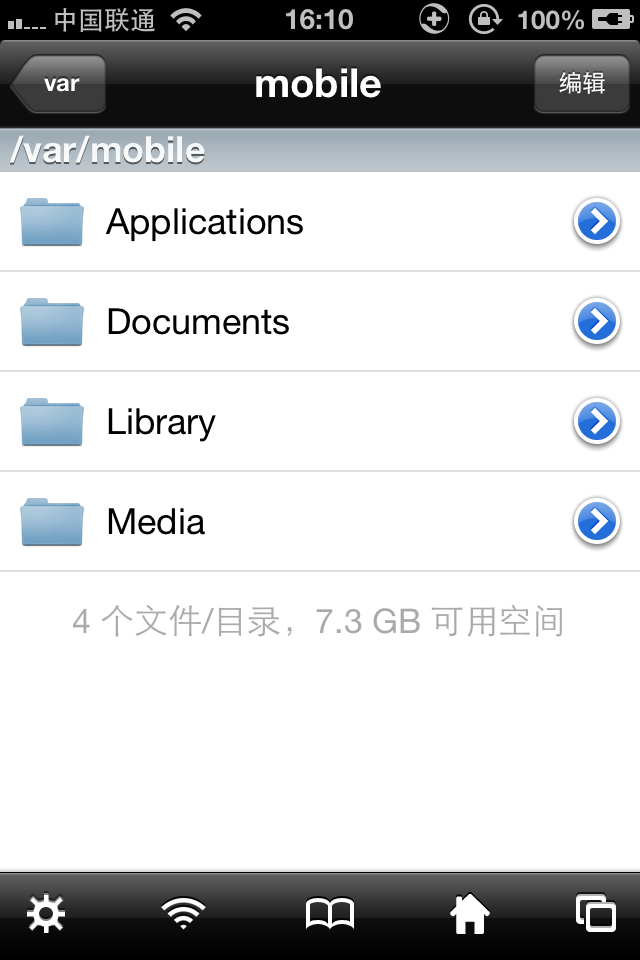 中国联通 16:10 100%
var mobile 编辑
/var/mobile
Applications
Documents
Library
Media
4 个文件/目录，7.3 GB 可用空间